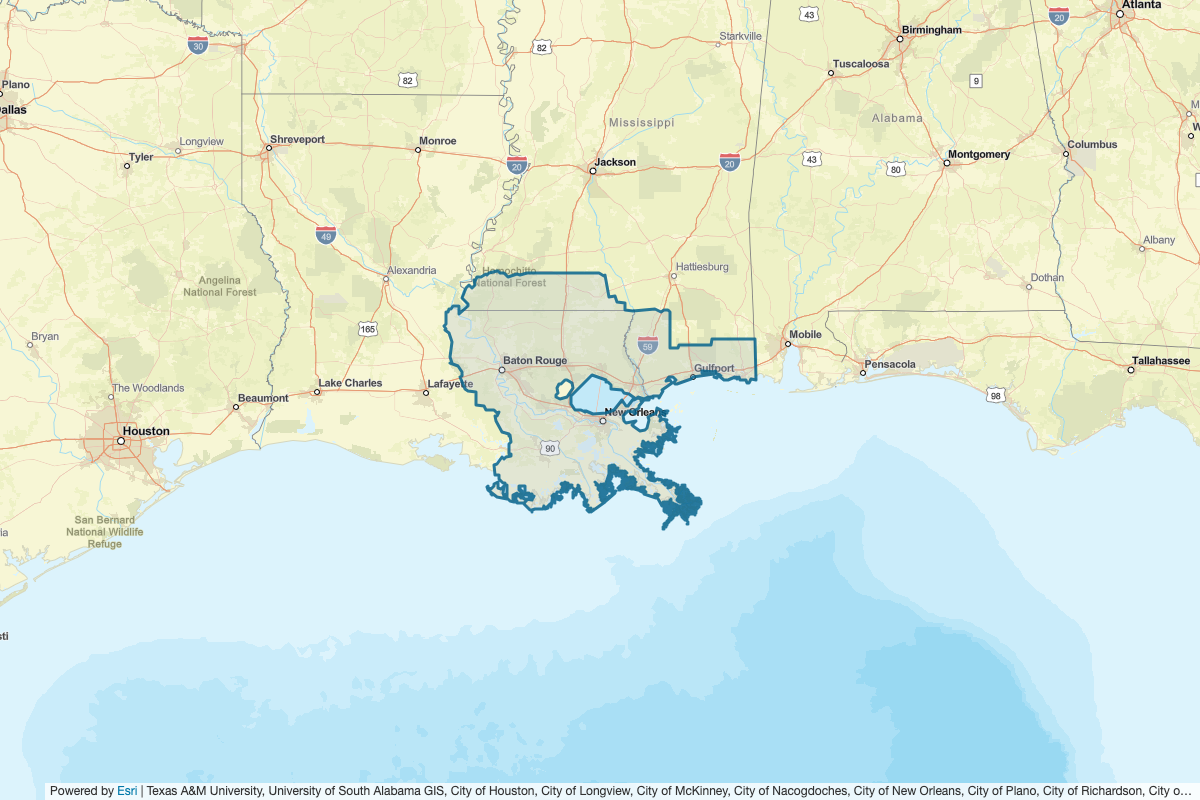 Atlanta
43
20
30
Birmingham
Starkville
82
Tuscaloosa
82
Plano
9
allas
Mississippi
Alabama
Longview
Shreveport
Monroe
Columbus
Tyler
20
Jackson
20
43
80
Montgomery
49
Albany
Alexandria
Homochitto
National Forest
Hattiesburg
Dothan
Angelina
National Forest
165
Bryan
59
Mobile
Baton Rouge
Gulfport
Pensacola
Tallahassee
The Woodlands
Lake Charles
Lafayette
98
Beaumont
New Orleans
Houston
90
San Bernard
National Wildlife
Refuge
ia
sti
Powered by Esri | Texas A&M University, University of South Alabama GIS, City of Houston, City of Longview, City of McKinney, City of Nacogdoches, City of New Orleans, City of Plano, City of Richardson, City o...